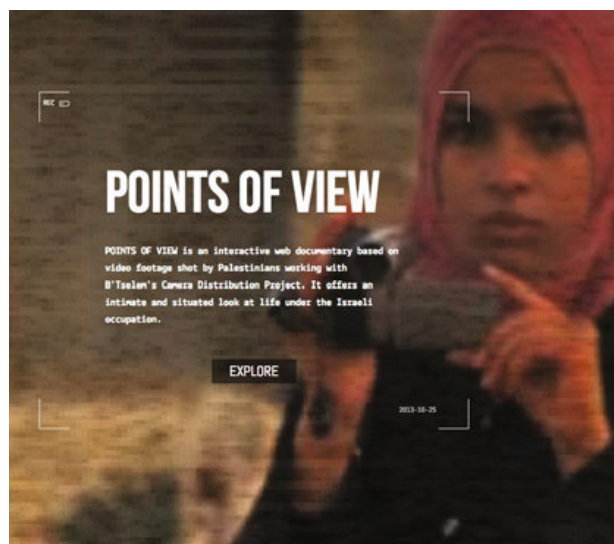 REC
POINTS OF VIEW
POINTS OF VIEW is an interactive web documentary based on
video footage shot by Palestinians working with
B'Tselem's Camera Distribution Project. It offers an
intimate and situated look at life under the Israeli
occupation.
EXPLORE
2013-10-25